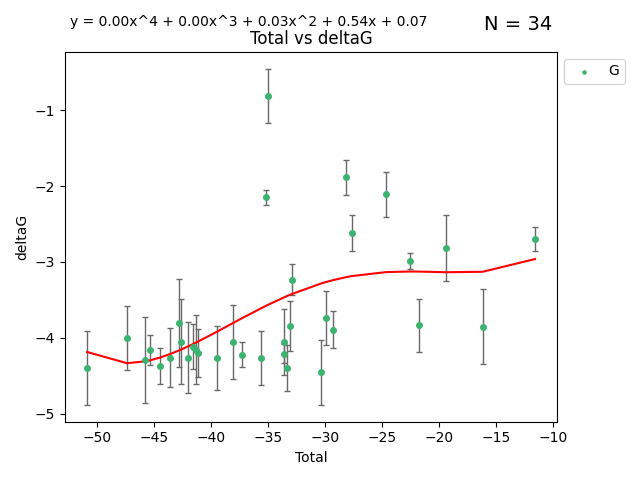 y = 0.00x^4 + 0.00x^3 + 0.03x^2 + 0.54x + 0.07
N = 34
Total vs deltaG
G
deltaG
−1
−2
−3
−4
−5
−50 −45 −40 −35 −30 −25 −20 −15 −10
Total